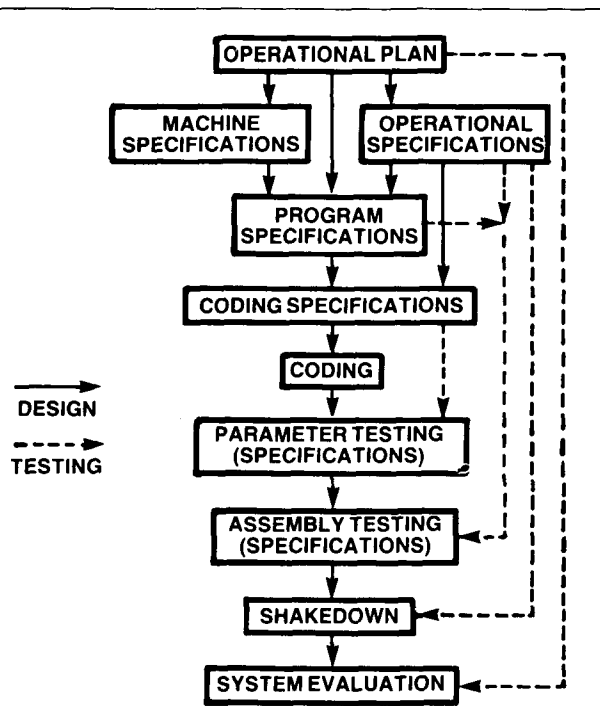 OPERATIONAL PLAN
MACHINE
SPECIFICATIONS
OPERATIONAL
SPECIFICATIONS
PROGRAM
SPECIFICATIONS
CODING SPECIFICATIONS
CODING
DESIGN
TESTING
PARAMETER TESTING
(SPECIFICATIONS)
ASSEMBLY TESTING
(SPECIFICATIONS)
SHAKEDOWN
SYSTEM EVALUATION